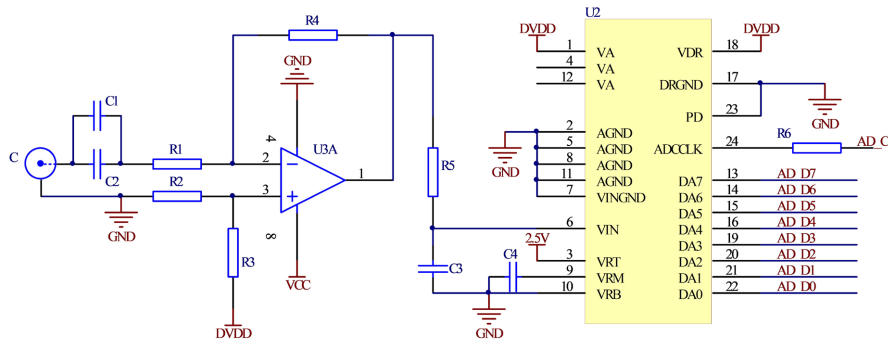 U2
R4
DVDD
DVDD
1 VA VDR 18
GND
4 VA
12 VA DRGND 17
C1
PD 23
GND
4
2 AGND
U3A
5 AGND ADCCLK 24 R6 AD_C
C
R1
2
8 AGND
GND
C2
R5
11 AGND DA7 13 AD_D7
R2
3
1
7 VINGND DA6 14 AD_D6
DA5 15 AD_D5
6 VIN DA4 16 AD_D4
GND
8
2.5V
DA3 19 AD_D3
R3
C3
C4
3 VRT DA2 20 AD_D2
9 VRM DA1 21 AD_D1
VCC
10 VRB DA0 22 AD_D0
DVDD
GND